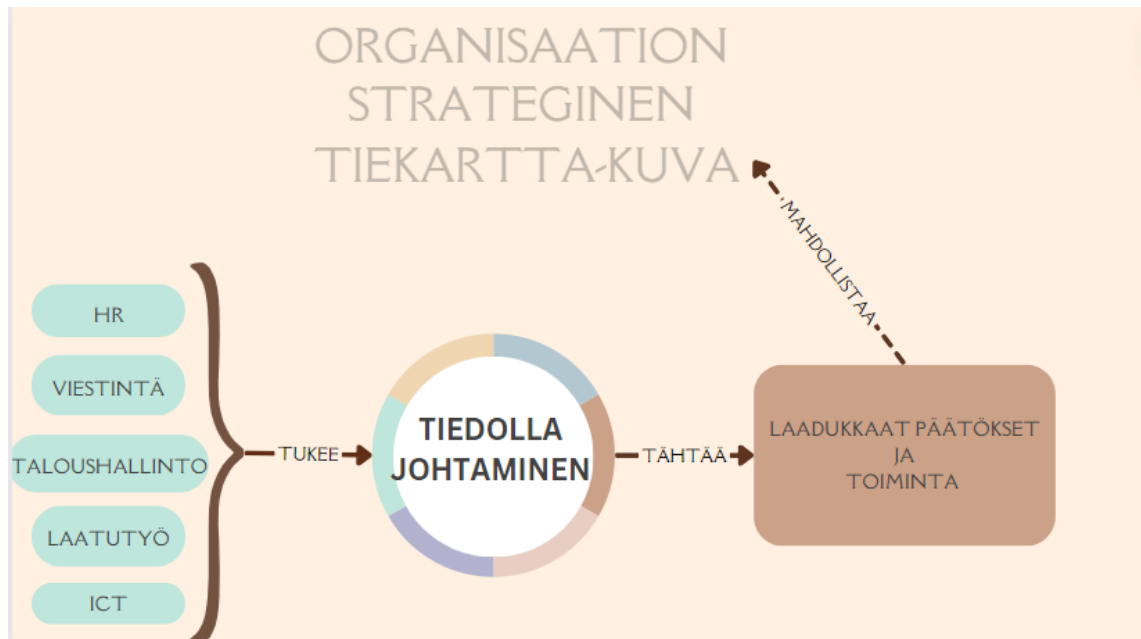 ORGANISAATION
STRATEGINEN
TIEKARTTA-KUVA
MAHDOLLISTAA
HR
VIESTINTÄ
TALOUSHALLINTO
LAATUTYÖ
ICT
TUKEE
TIEDOLLA
JOHTAMINEN
TÄHTÄÄ
LAADUKKAAT PÄÄTÖKSET
JA
TOIMINTA